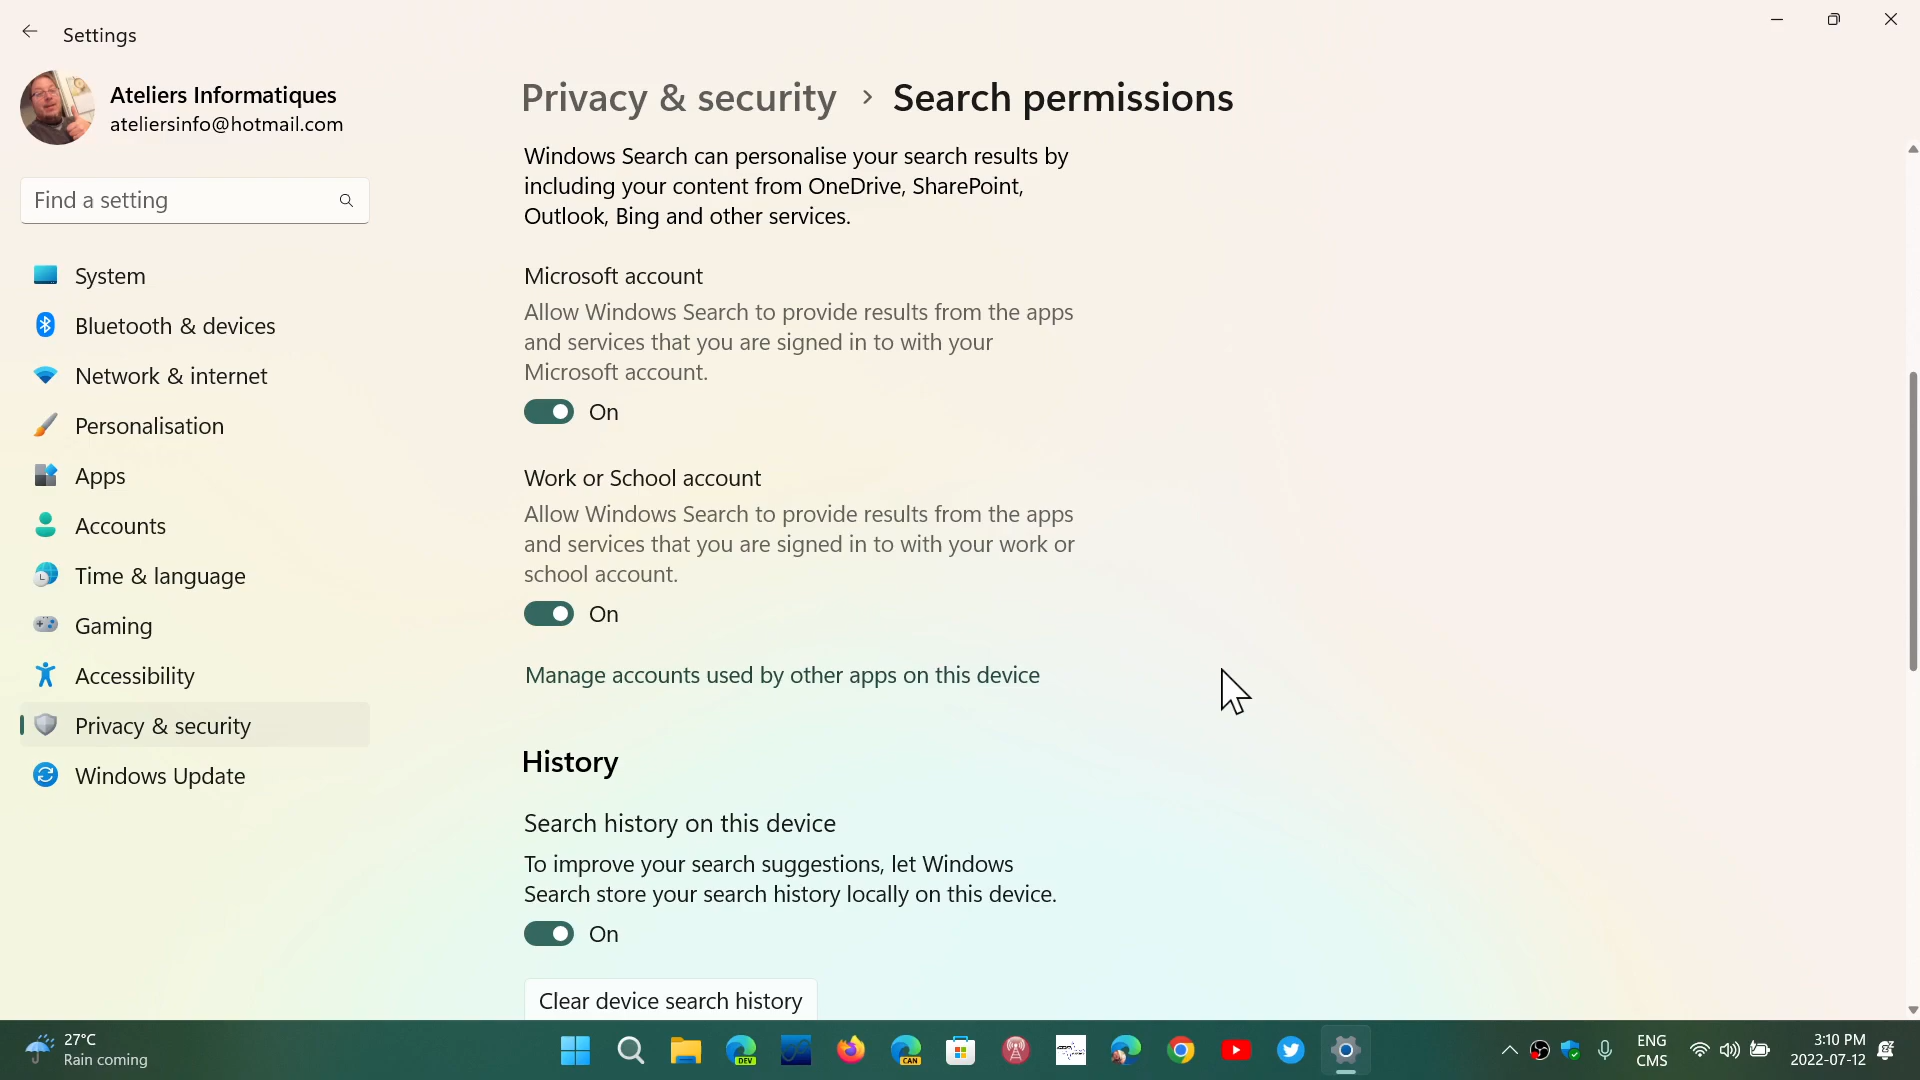 Settings
Ateliers Informatiques
ateliersinfo@hotmail.com
Find a setting
System
Bluetooth & devices
Network & internet
Personalisation
Apps
Accounts
Time & language
Gaming
Accessibility
Privacy & security
Windows Update
Privacy & security > Search permissions
Windows Search can personalise your search results by
including your content from OneDrive, SharePoint,
Outlook, Bing and other services.
Microsoft account
Allow Windows Search to provide results from the apps
and services that you are signed in to with your
Microsoft account.
On
Work or School account
Allow Windows Search to provide results from the apps
and services that you are signed in to with your work or
school account.
On
Manage accounts used by other apps on this device
History
Search history on this device
To improve your search suggestions, let Windows
Search store your search history locally on this device.
On
Clear device search history
27°C
Rain coming
DEV
CAN
ENG
CMS
3:10 PM
2022-07-12